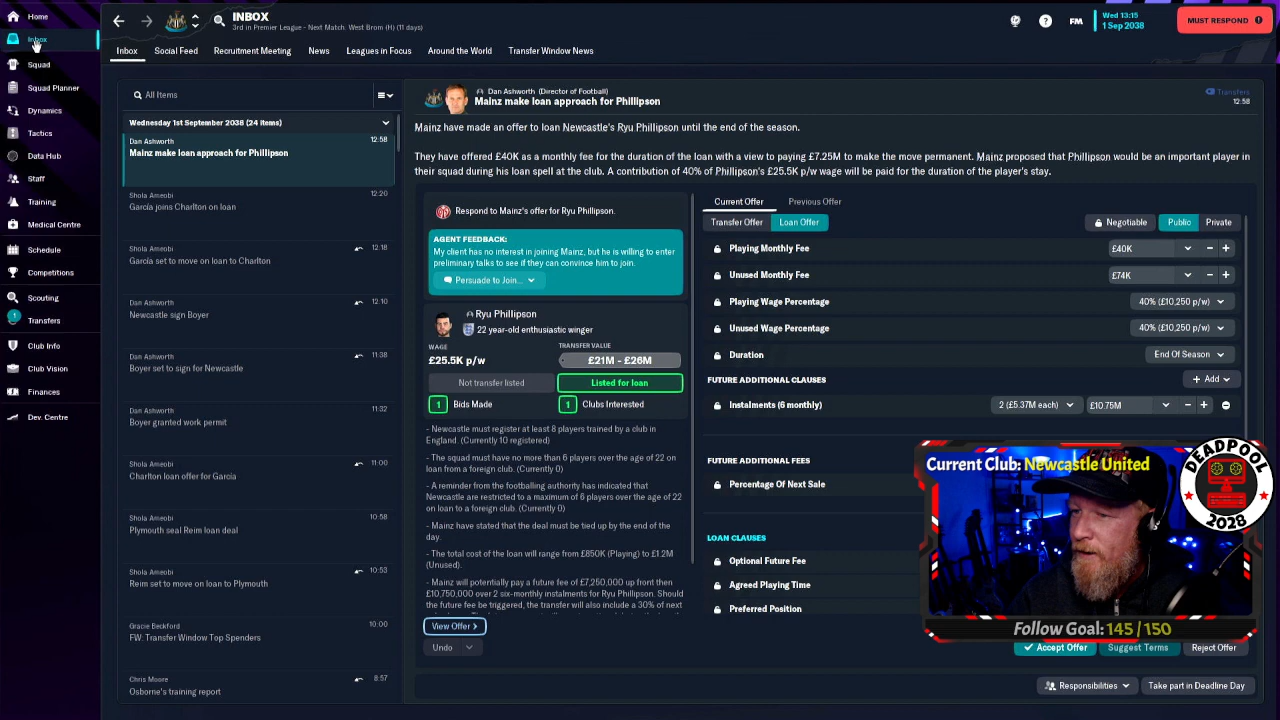 Home
Inbox
Squad
Squad Planner
Dynamics
Tactics
Data Hub
Staff
Training
Medical Centre
Schedule
Competitions
Scouting
1
Transfers
Club Info
Club Vision
Finances
Dev. Centre
INBOX
3rd in Premier League - Next Match, West Brom (H) (11 days)
FM
Wed 13:15
1 Sep 2038
MUST RESPOND
Inbox
Social Feed
Recruitment Meeting
News
Leagues in Focus
Around the World
Transfer Window News
All Items
Wednesday 1st September 2038 (24 items)
Dan Ashworth 12:58
Mainz make loan approach for Phillipson
Shola Ameobi 12:20
García joins Charlton on loan
Shola Ameobi 12:18
García set to move on loan to Charlton
Dan Ashworth 12:10
Newcastle sign Boyer
Dan Ashworth 11:38
Boyer set to sign for Newcastle
Dan Ashworth 11:32
Boyer granted work permit
Shola Ameobi 11:00
Charlton loan offer for García
Shola Ameobi 10:58
Plymouth seal Reim loan deal
Shola Ameobi 10:53
Reim set to move on loan to Plymouth
Gracie Beckford 10:00
FW: Transfer Window Top Spenders
Chris Moore 8:57
Osborne's training report
Dan Ashworth (Director of Football)
Mainz make loan approach for Phillipson
Transfers
12:58
Mainz have made an offer to loan Newcastle's Ryu Phillipson until the end of the season.
They have offered £40K as a monthly fee for the duration of the loan with a view to paying £7.25M to make the move permanent. Mainz proposed that Phillipson would be an important player
in their squad during his loan spell at the club. A contribution of 40% of Phillipson's £25.5K p/w wage will be paid for the duration of the player's stay.
Respond to Mainz's offer for Ryu Phillipson.
AGENT FEEDBACK:
My client has no interest in joining Mainz, but he is willing to enter
preliminary talks to see if they can convince him to join.
Persuade to Join...
Ryu Phillipson
22 year-old enthusiastic winger
WAGE
£25.5K p/w
TRANSFER VALUE
£21M - £26M
Not transfer listed
Listed for loan
1 Bids Made
1 Clubs Interested
- Newcastle must register at least 8 players trained by a club in
England. (Currently 10 registered)
- The squad must have no more than 6 players over the age of 22 on
loan from a foreign club. (Currently 0)
- A reminder from the footballing authority has indicated that
Newcastle are restricted to a maximum of 6 players over the age of 22
on loan to a foreign club. (Currently 0)
- Mainz have stated that the deal must be tied up by the end of the
day.
- The total cost of the loan will range from £850K (Playing) to £1.2M
(Unused).
- Mainz will potentially pay a future fee of £7,250,000 up front then
£10,750,000 over 2 six-monthly instalments for Ryu Phillipson. Should
the future fee be triggered, the transfer will also include a 30% of next
View Offer
Undo
Current Offer
Previous Offer
Transfer Offer
Loan Offer
Negotiable
Public
Private
Playing Monthly Fee £40K
Unused Monthly Fee £74K
Playing Wage Percentage 40% (£10,250 p/w)
Unused Wage Percentage 40% (£10,250 p/w)
Duration End Of Season
FUTURE ADDITIONAL CLAUSES
+ Add
Instalments (6 monthly) 2 (£5.37M each) £10.75M
FUTURE ADDITIONAL FEES
Percentage Of Next Sale
LOAN CLAUSES
Optional Future Fee
Agreed Playing Time
Preferred Position
Current Club: Newcastle United
DEADPOOL
2028
Follow Goal: 145 / 150
Accept Offer
Suggest Terms
Reject Offer
Responsibilities
Take part in Deadline Day